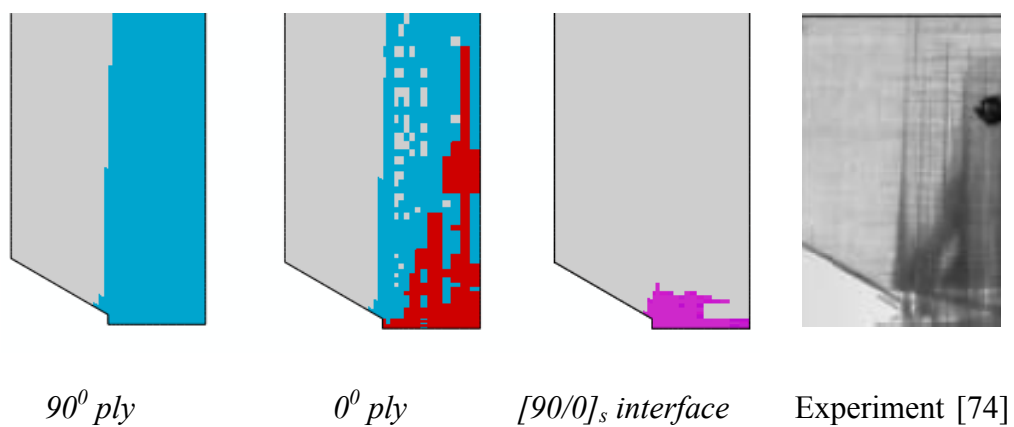 90⁰ ply 0⁰ ply [90/0]ₛ interface Experiment [74]